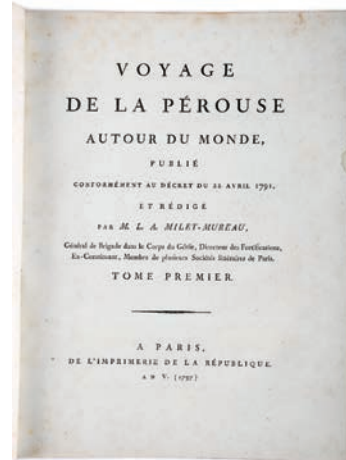 VOYAGE
DE LA PÉROUSE
AUTOUR DU MONDE,
PUBLIÉ
CONFORMÉMENT AU DÉCRET DU 22 AVRIL 1791,
ET RÉDIGÉ
PAR M. L. A. MILET-MUREAU,
Général de Brigade dans le Corps du Génie, Directeur des Fortifications,
Ex-Constituant, Membre de plusieurs Sociétés littéraires de Paris.
TOME PREMIER.
A PARIS,
DE L'IMPRIMERIE DE LA RÉPUBLIQUE.
AN V. (1797)